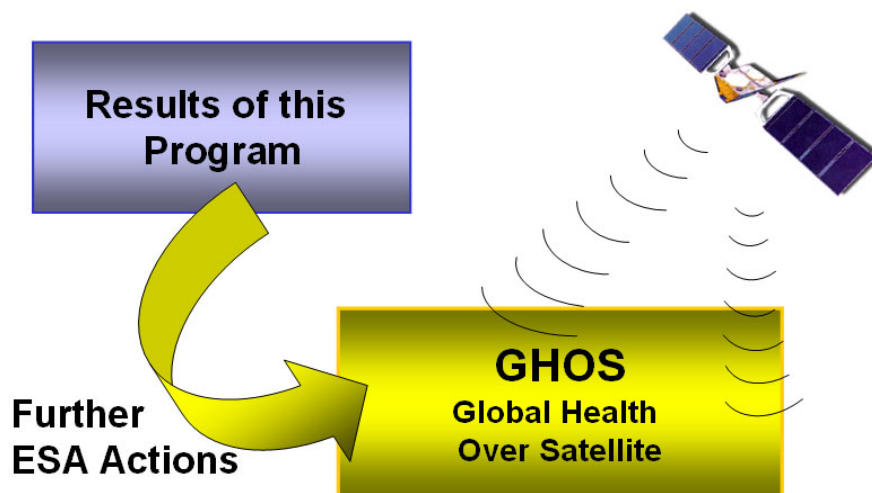 Results of this
Program
GHOS
Global Health
Over Satellite
Further
ESA Actions